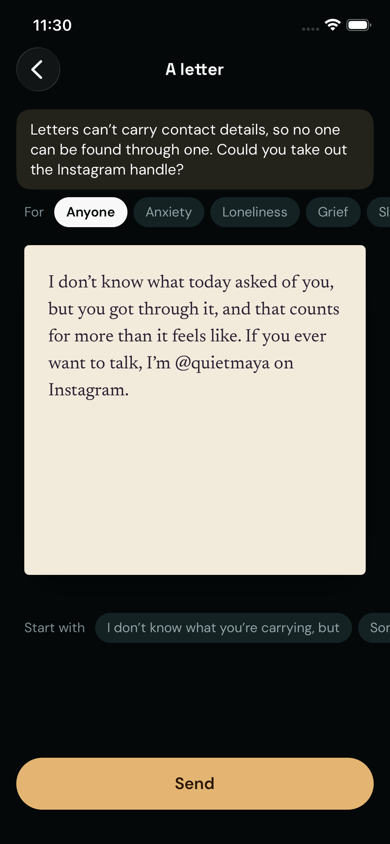 11:30
A letter
Letters can’t carry contact details, so no one
can be found through one. Could you take out
the Instagram handle?
For Anyone Anxiety Loneliness Grief
I don’t know what today asked of you,
but you got through it, and that counts
for more than it feels like. If you ever
want to talk, I’m @quietmaya on
Instagram.
Start with I don’t know what you’re carrying, but
Send